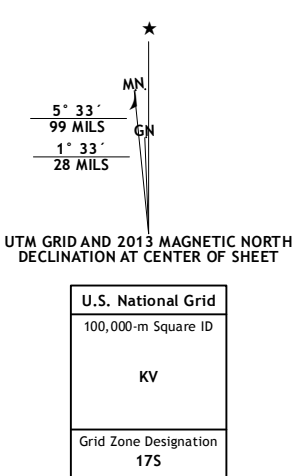 ★
MN
5° 33´
99 MILS
GN
1° 33´
28 MILS
UTM GRID AND 2013 MAGNETIC NORTH
DECLINATION AT CENTER OF SHEET
U.S. National Grid
100,000-m Square ID
KV
Grid Zone Designation
17S